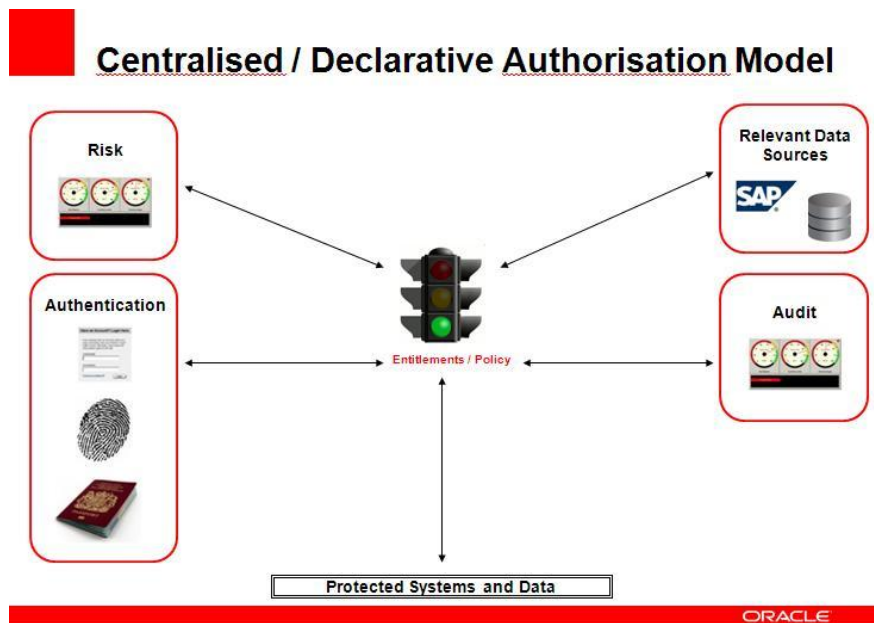 Centralised / Declarative Authorisation Model
Risk
Relevant Data
Sources
SAP
Authentication
Audit
Entitlements / Policy
Protected Systems and Data
ORACLE